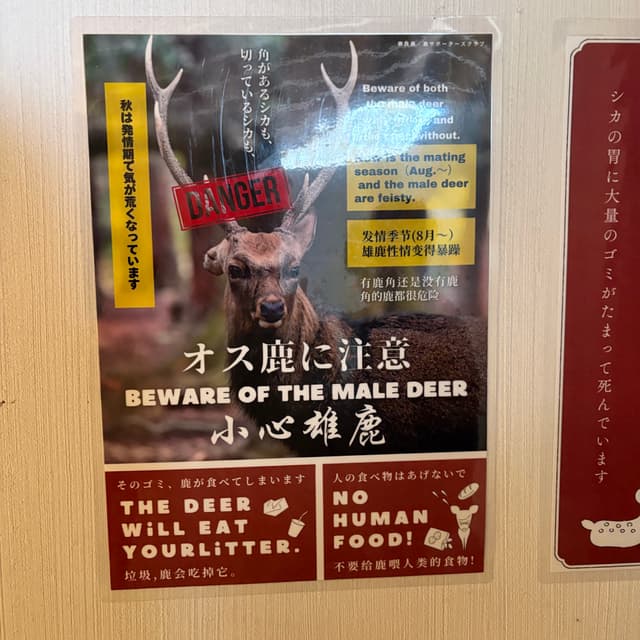 奈良県／鹿サポーターズクラブ
角があるシカも、
切っているシカも、
秋は発情期で気が荒くなっています
DANGER
Beware of both
the male deer
and
without.
Now is the mating
season (Aug.～)
and the male deer
are feisty.
发情季节(8月～)
雄鹿性情变得暴躁
有鹿角还是没有鹿
角的鹿都很危险
オス鹿に注意
BEWARE OF THE MALE DEER
小心雄鹿
そのゴミ、鹿が食べてしまいます
THE DEER
WiLL EAT
YOURLiTTER.
垃圾,鹿会吃掉它。
人の食べ物はあげないで
NO
HUMAN
FOOD!
不要给鹿喂人类的食物!
シカの胃に大量のゴミがたまって死んでいます